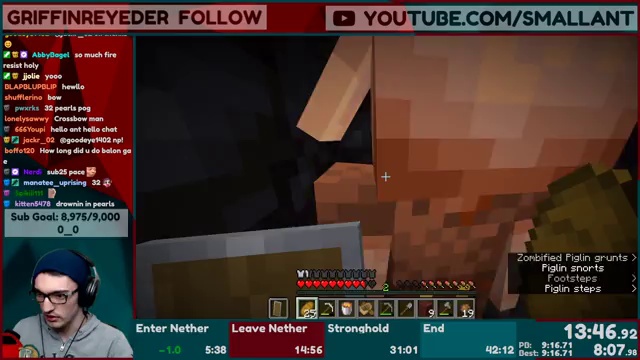 GRIFFINREYEDER FOLLOW
YOUTUBE.COM/SMALLANT
AbbyBagel so much fire
resist holy
jjolie yooo
BLAPBLUPBLIP hewllo
shufflerino bow
pwxrks 32 pearls pog
lonelysawwy Crossbow man
666Youpi hello ant hello chat
jackr_02 @goodeye1402 np!
boffo120 How long did u do balon ga
e
Nerdi sub25 pace
manatee_uprising 32
kitten5478 drownin in pearls
Sub Goal: 8,975/9,000
0_0
Zombified Piglin grunts >
Piglin snorts
Footsteps
Piglin steps >
2
25
9
19
Enter Nether
Leave Nether
Stronghold
End
13:46.92
-1.0 5:38
14:56
31:01
42:12
PB: 9:16.71
Best: 9:16.71
8:07.98